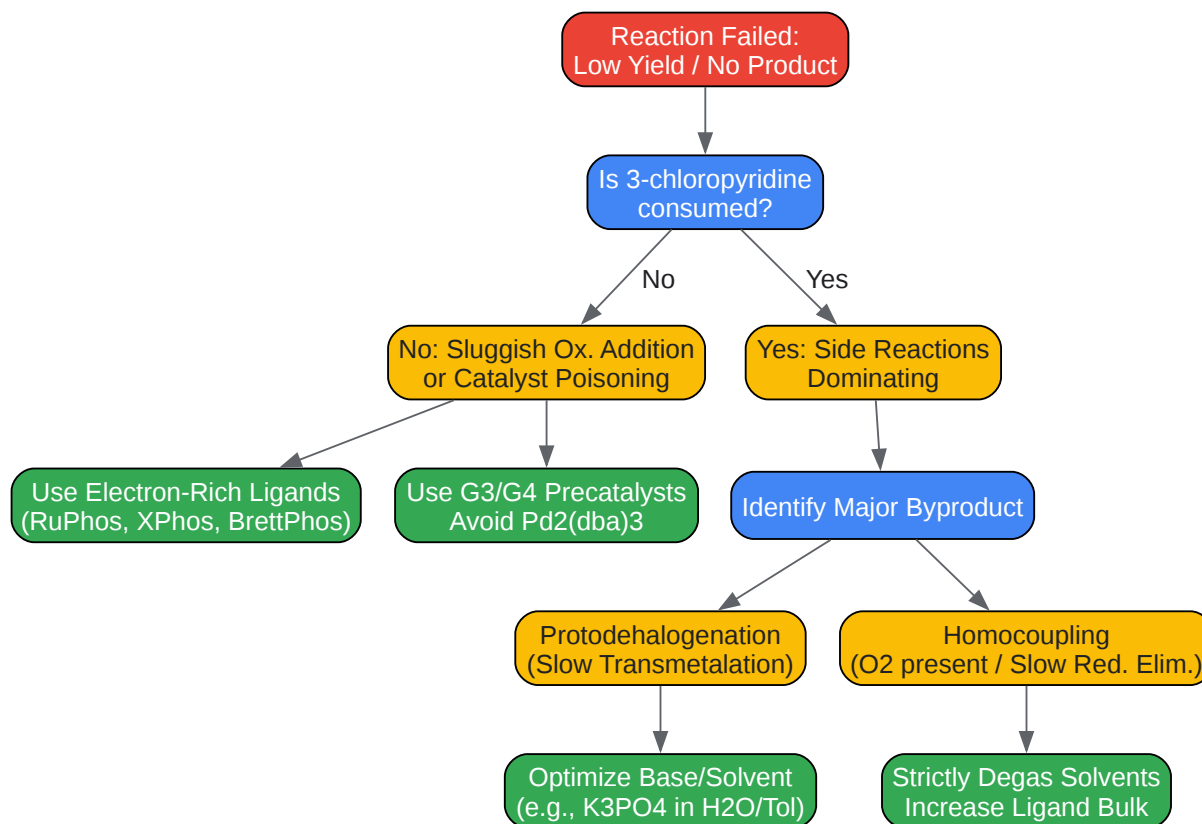 Reaction Failed:
Low Yield / No Product
Is 3-chloropyridine
consumed?
No
Yes
No: Sluggish Ox. Addition
or Catalyst Poisoning
Yes: Side Reactions
Dominating
Use Electron-Rich Ligands
(RuPhos, XPhos, BrettPhos)
Use G3/G4 Precatalysts
Avoid Pd2(dba)3
Identify Major Byproduct
Protodehalogenation
(Slow Transmetalation)
Homocoupling
(O2 present / Slow Red. Elim.)
Optimize Base/Solvent
(e.g., K3PO4 in H2O/Tol)
Strictly Degas Solvents
Increase Ligand Bulk